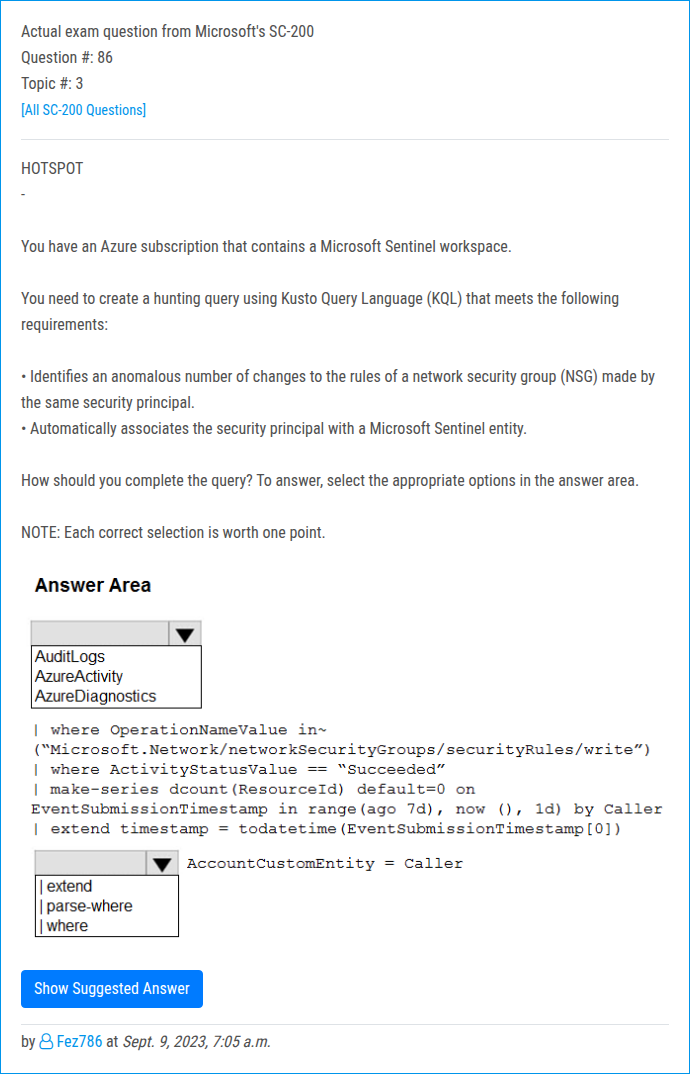 Actual exam question from Microsoft's SC-200
Question #: 86
Topic #: 3
[All SC-200 Questions]
HOTSPOT
-
You have an Azure subscription that contains a Microsoft Sentinel workspace.
You need to create a hunting query using Kusto Query Language (KQL) that meets the following
requirements:
• Identifies an anomalous number of changes to the rules of a network security group (NSG) made by
the same security principal.
• Automatically associates the security principal with a Microsoft Sentinel entity.
How should you complete the query? To answer, select the appropriate options in the answer area.
NOTE: Each correct selection is worth one point.
Answer Area
AuditLogs
AzureActivity
AzureDiagnostics
| where OperationNameValue in~
(“Microsoft.Network/networkSecurityGroups/securityRules/write”)
| where ActivityStatusValue == “Succeeded”
| make-series dcount(ResourceId) default=0 on
EventSubmissionTimestamp in range(ago 7d), now (), 1d) by Caller
| extend timestamp = todatetime(EventSubmissionTimestamp[0])
AccountCustomEntity = Caller
| extend
| parse-where
| where
Show Suggested Answer
by Fez786 at Sept. 9, 2023, 7:05 a.m.